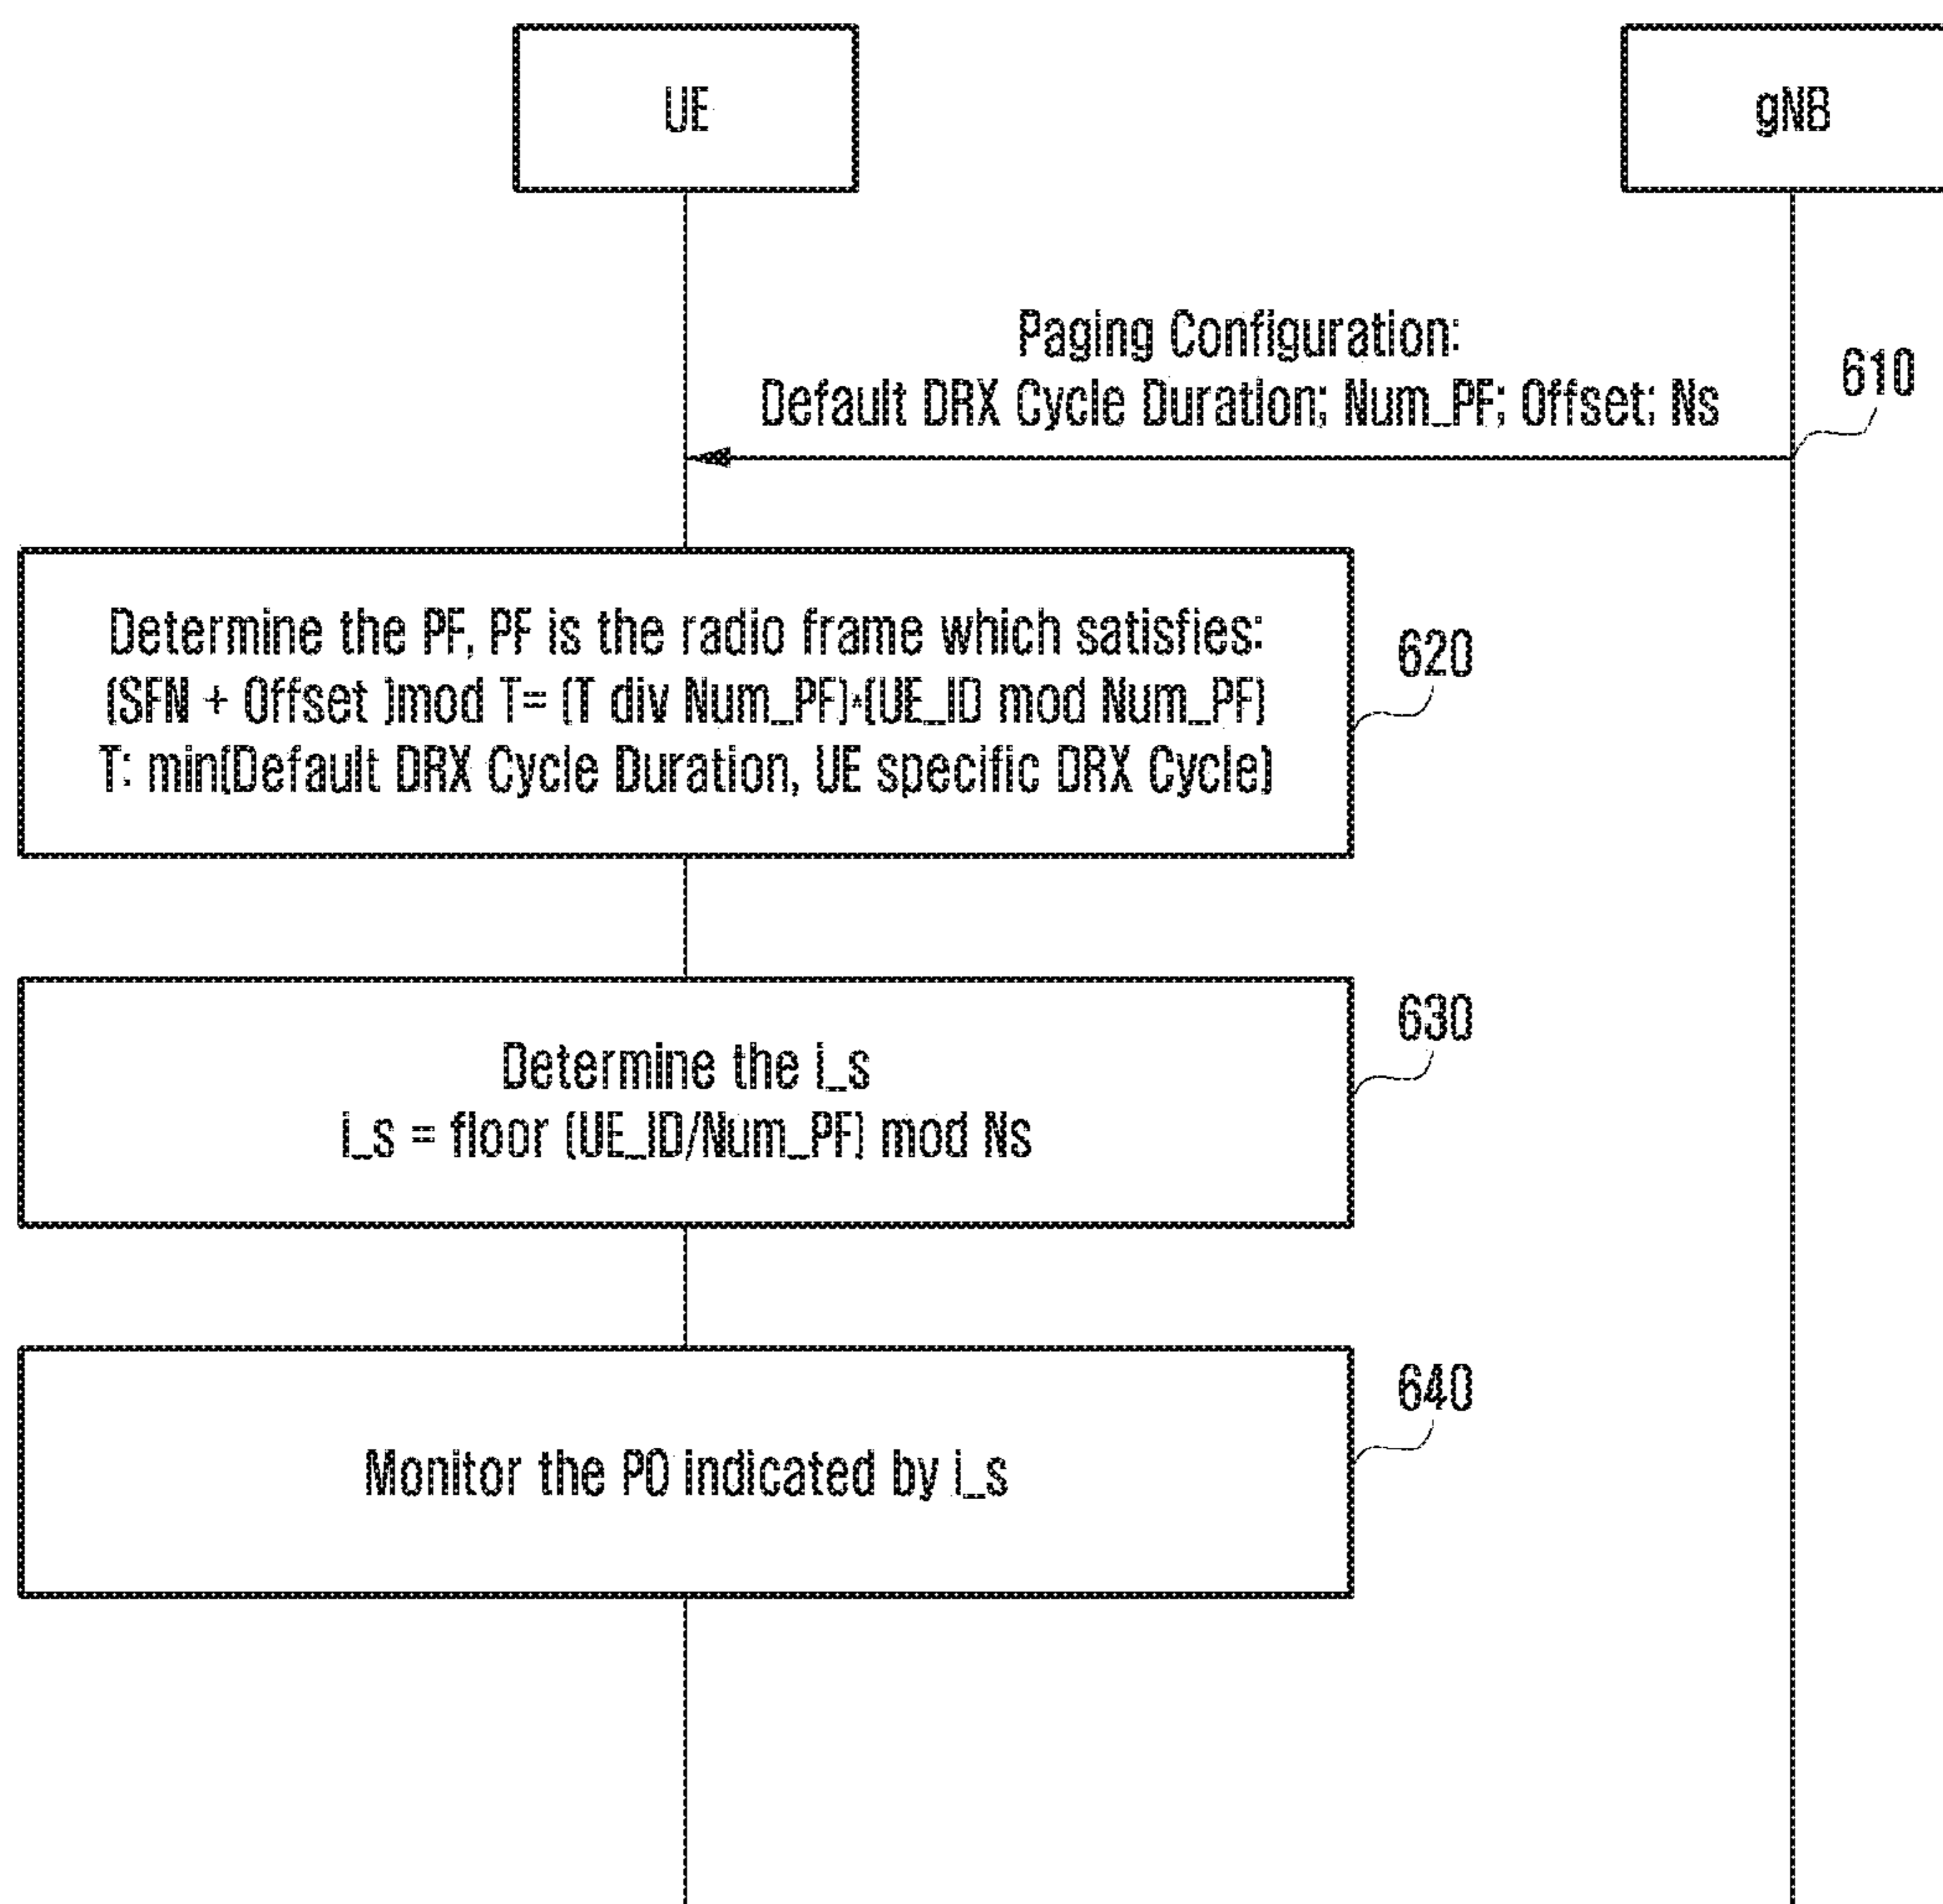 UE
gNB
Paging Configuration:
Default DRX Cycle Duration; Num_PF; Offset; Ns
610
Determine the PF, PF is the radio frame which satisfies:
(SFN + Offset )mod T= (T div Num_PF)*(UE_ID mod Num_PF)
T: min(Default DRX Cycle Duration, UE specific DRX Cycle)
620
Determine the i_s
i_s = floor (UE_ID/Num_PF) mod Ns
630
Monitor the PO indicated by i_s
640